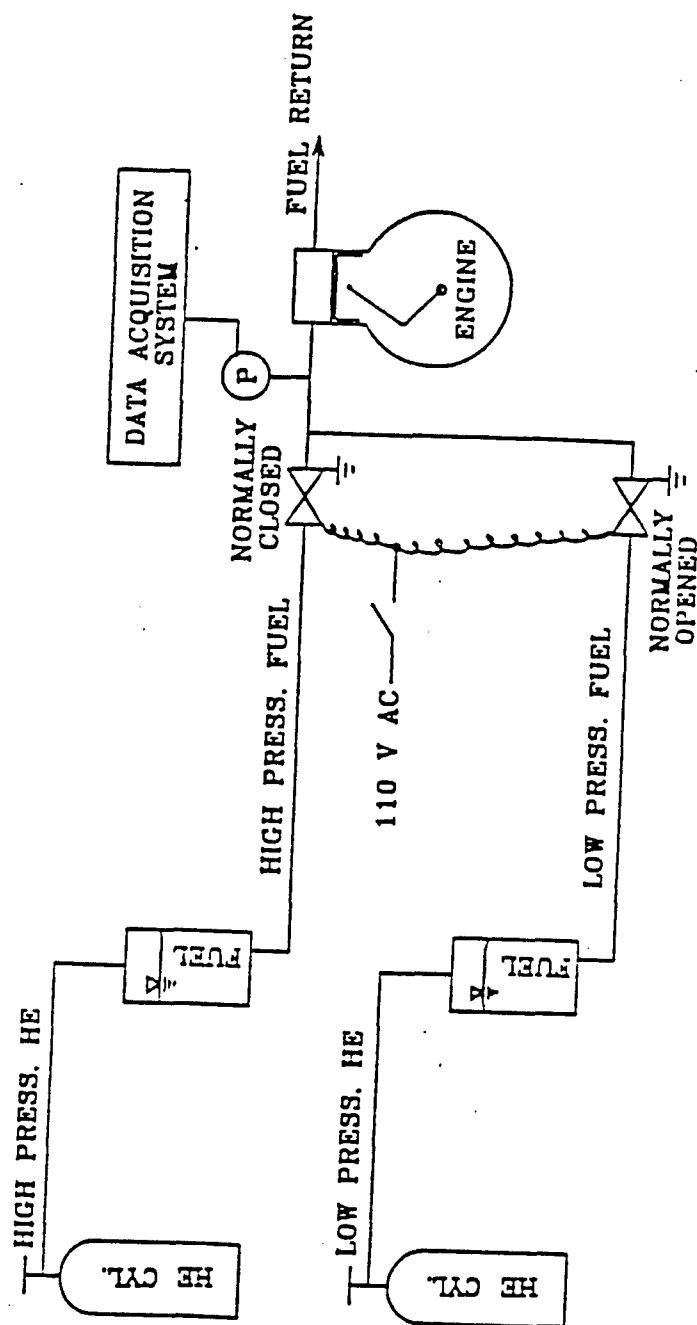 HIGH PRESS. HE
DATA ACQUISITION
SYSTEM
HE CYL.
FUEL
P
NORMALLY
CLOSED
HIGH PRESS. FUEL
FUEL RETURN
LOW PRESS. HE
110 V AC
ENGINE
HE CYL.
FUEL
LOW PRESS. FUEL
NORMALLY
OPENED